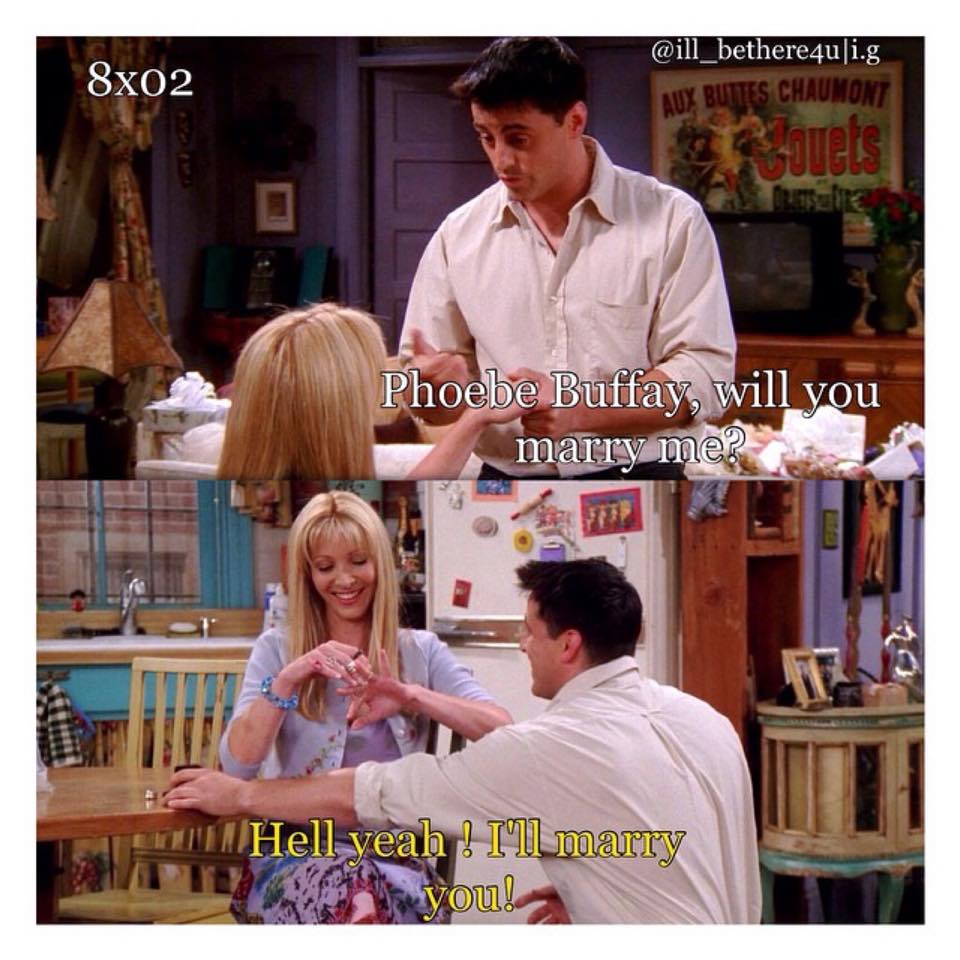 @ill_bethere4u|i.g
8x02
AUX BUTTES CHAUMONT
Jouets
Phoebe Buffay, will you
marry me?
Hell yeah ! I'll marry
you!